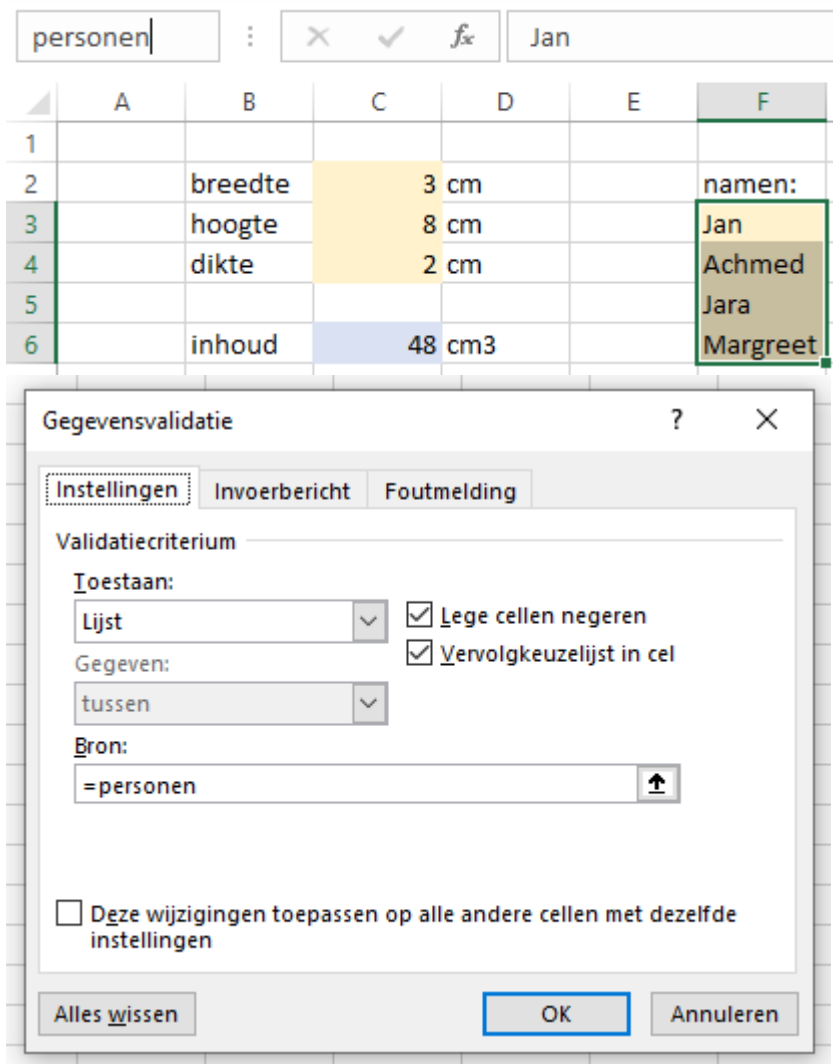 personen fx Jan
A B C D E F
1
2 breedte 3 cm namen:
3 hoogte 8 cm Jan
4 dikte 2 cm Achmed
5 Jara
6 inhoud 48 cm3 Margreet
Gegevensvalidatie ?
Instellingen Invoerbericht Foutmelding
Validatiecriterium
Toestaan:
Lijst Lege cellen negeren
Vervolgkeuzelijst in cel
Gegeven:
tussen
Bron:
=personen
Deze wijzigingen toepassen op alle andere cellen met dezelfde
instellingen
Alles wissen OK Annuleren